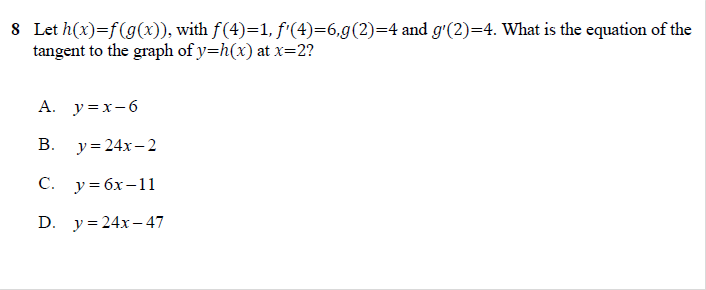 8 Let h(x)=f(g(x)), with f(4)=1, f'(4)=6,g(2)=4 and g'(2)=4. What is the equation of the
tangent to the graph of y=h(x) at x=2?
A. y = x – 6
B. y = 24x – 2
C. y = 6x – 11
D. y = 24x – 47